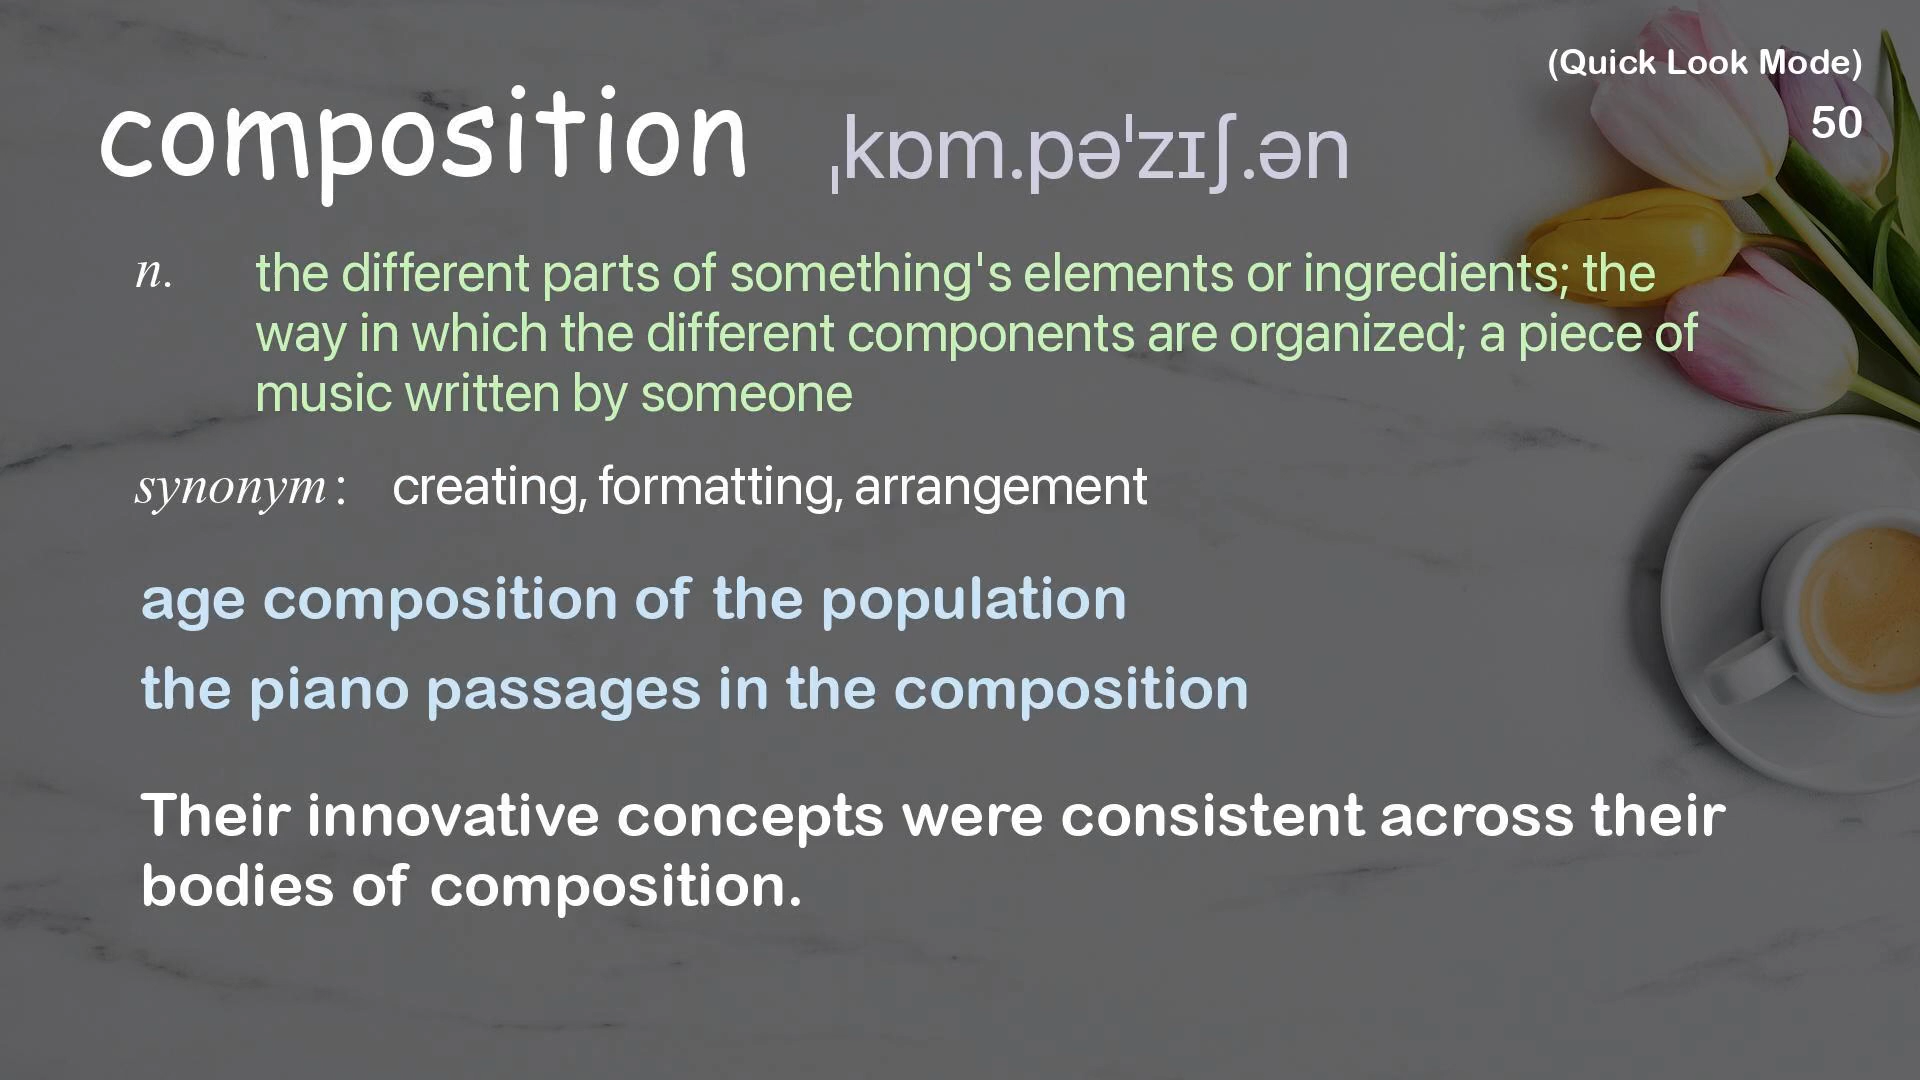 (Quick Look Mode)
50
composition ˌkɒm.pəˈzɪʃ.ən
n. the different parts of something's elements or ingredients; the
way in which the different components are organized; a piece of
music written by someone
synonym: creating, formatting, arrangement
age composition of the population
the piano passages in the composition
Their innovative concepts were consistent across their
bodies of composition.